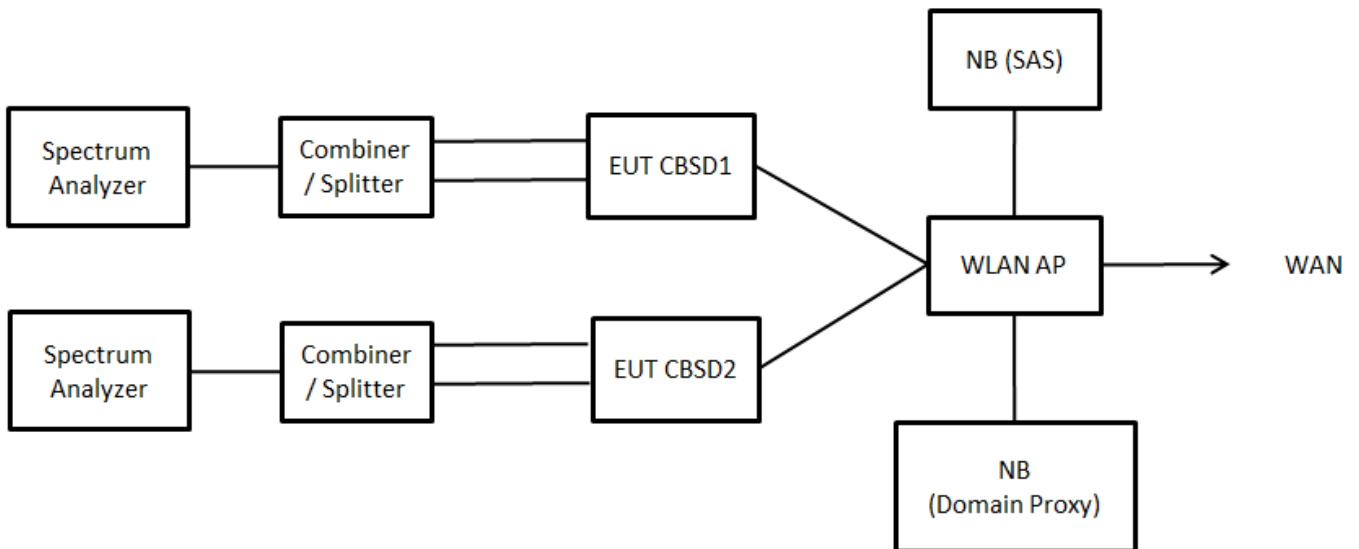 NB (SAS)
Spectrum
Analyzer
Combiner
/ Splitter
EUT CBSD1
WLAN AP
WAN
Spectrum
Analyzer
Combiner
/ Splitter
EUT CBSD2
NB
(Domain Proxy)